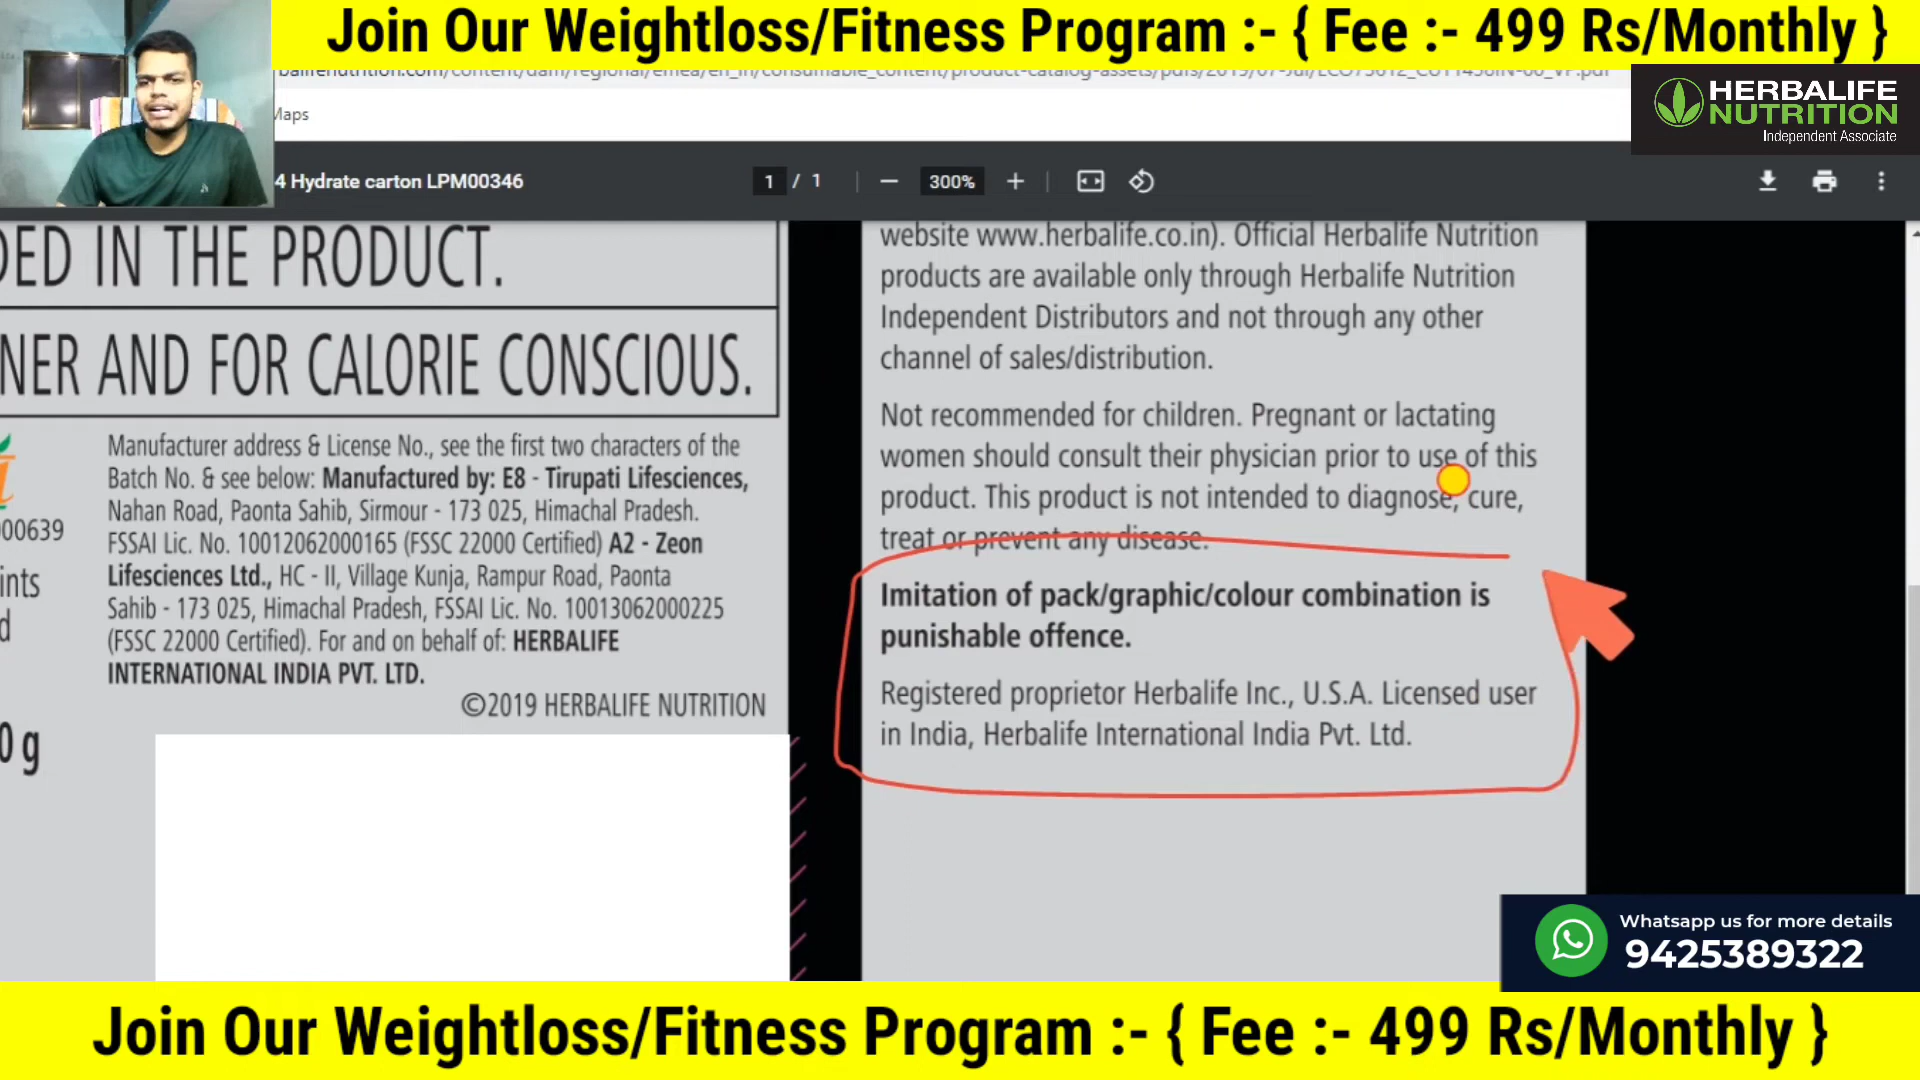 Join Our Weightloss/Fitness Program :- { Fee :- 499 Rs/Monthly }
Maps
HERBALIFE
NUTRITION
Independent Associate
4 Hydrate carton LPM00346
1 / 1
300%
DED IN THE PRODUCT.
NER AND FOR CALORIE CONSCIOUS.
Manufacturer address & License No., see the first two characters of the
Batch No. & see below: Manufactured by: E8 - Tirupati Lifesciences,
Nahan Road, Paonta Sahib, Sirmour - 173 025, Himachal Pradesh.
FSSAI Lic. No. 10012062000165 (FSSC 22000 Certified) A2 - Zeon
Lifesciences Ltd., HC - II, Village Kunja, Rampur Road, Paonta
Sahib - 173 025, Himachal Pradesh, FSSAI Lic. No. 10013062000225
(FSSC 22000 Certified). For and on behalf of: HERBALIFE
INTERNATIONAL INDIA PVT. LTD.
©2019 HERBALIFE NUTRITION
000639
ints
d
0 g
website www.herbalife.co.in). Official Herbalife Nutrition
products are available only through Herbalife Nutrition
Independent Distributors and not through any other
channel of sales/distribution.
Not recommended for children. Pregnant or lactating
women should consult their physician prior to use of this
product. This product is not intended to diagnose, cure,
treat or prevent any disease.
Imitation of pack/graphic/colour combination is
punishable offence.
Registered proprietor Herbalife Inc., U.S.A. Licensed user
in India, Herbalife International India Pvt. Ltd.
Whatsapp us for more details
9425389322
Join Our Weightloss/Fitness Program :- { Fee :- 499 Rs/Monthly }